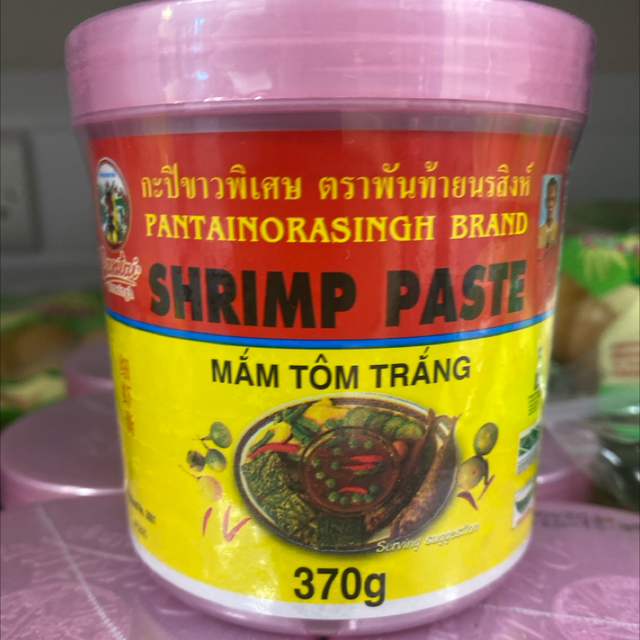 กะปิขาวพิเศษ ตราพันท้ายนรสิงห์
PANTAINORASINGH BRAND
SHRIMP PASTE
MẮM TÔM TRẮNG
Serving suggestion
370g